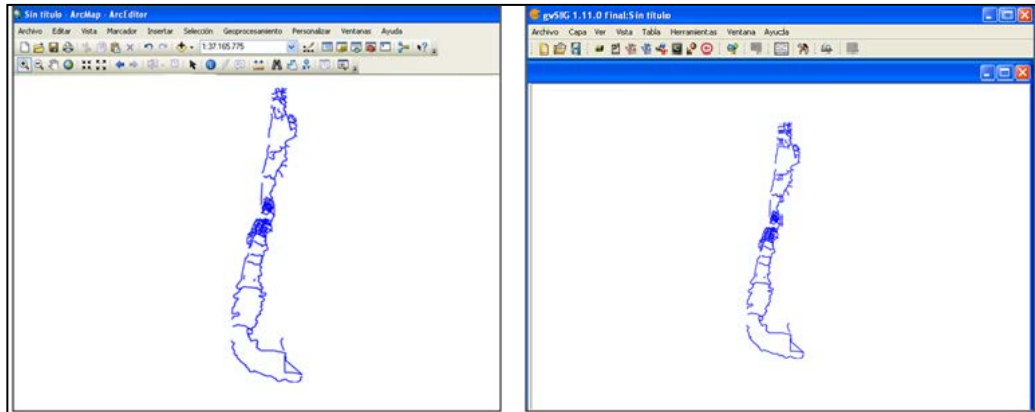 Sin título - ArcMap - ArcEditor
Archivo Editar Vista Marcador Insertar Selección Geoprocesamiento Personalizar Ventanas Ayuda
1:37.165.775
gvSIG 1.11.0 final:Sin título
Archivo Capa Ver Vista Tabla Herramientas Ventana Ayuda